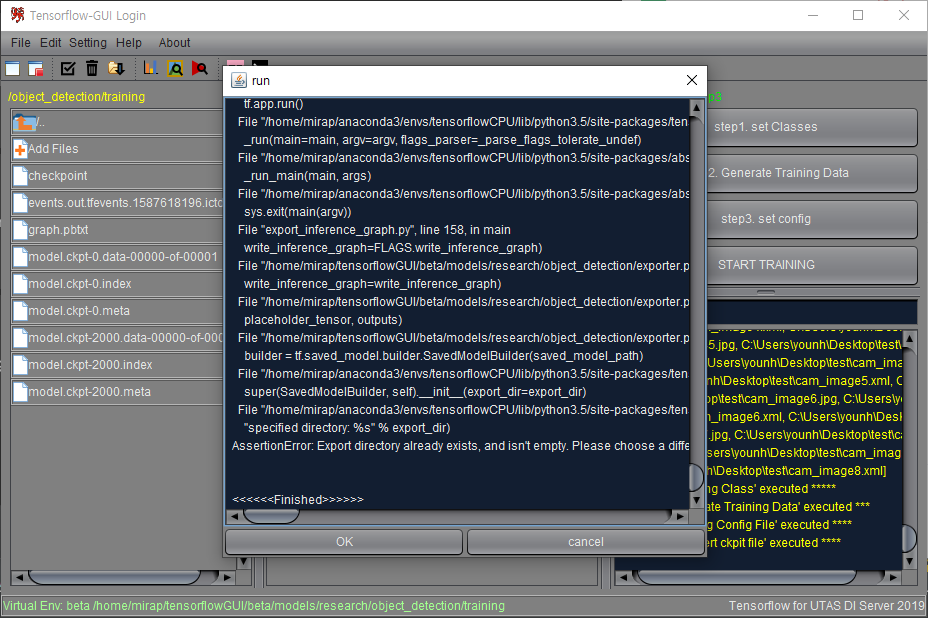 Tensorflow-GUI Login
File Edit Setting Help About
/object_detection/training
/..
Add Files
checkpoint
events.out.tfevents.1587618196.ictc
graph.pbtxt
model.ckpt-0.data-00000-of-00001
model.ckpt-0.index
model.ckpt-0.meta
model.ckpt-2000.data-00000-of-000
model.ckpt-2000.index
model.ckpt-2000.meta
run
tf.app.run()
File "/home/mirap/anaconda3/envs/tensorflowCPU/lib/python3.5/site-packages/ten
_run(main=main, argv=argv, flags_parser=_parse_flags_tolerate_undef)
File "/home/mirap/anaconda3/envs/tensorflowCPU/lib/python3.5/site-packages/abs
_run_main(main, args)
File "/home/mirap/anaconda3/envs/tensorflowCPU/lib/python3.5/site-packages/abs
sys.exit(main(argv))
File "export_inference_graph.py", line 158, in main
write_inference_graph=FLAGS.write_inference_graph)
File "/home/mirap/tensorflowGUI/beta/models/research/object_detection/exporter.p
write_inference_graph=write_inference_graph)
File "/home/mirap/tensorflowGUI/beta/models/research/object_detection/exporter.p
placeholder_tensor, outputs)
File "/home/mirap/tensorflowGUI/beta/models/research/object_detection/exporter.p
builder = tf.saved_model.builder.SavedModelBuilder(saved_model_path)
File "/home/mirap/anaconda3/envs/tensorflowCPU/lib/python3.5/site-packages/ten
super(SavedModelBuilder, self).__init__(export_dir=export_dir)
File "/home/mirap/anaconda3/envs/tensorflowCPU/lib/python3.5/site-packages/ten
"specified directory: %s" % export_dir)
AssertionError: Export directory already exists, and isn't empty. Please choose a diffe
<<<<<<Finished>>>>>>
OK cancel
p3
step1. set Classes
2. Generate Training Data
step3. set config
START TRAINING
5.jpg, C:\Users\younh\Desktop\test\
Users\younh\Desktop\test\cam_ima
nh\Desktop\test\cam_image5.xml, C
op\test\cam_image6.jpg, C:\Users\y
e6.xml, C:\Users\younh\Desktop\tes
.jpg, C:\Users\younh\Desktop\test\c
sers\younh\Desktop\test\cam_imag
h\Desktop\test\cam_image8.xml]
ng Class' executed *****
ate Training Data' executed ***
g Config File' executed ****
ert ckpit file' executed ****
Virtual Env: beta /home/mirap/tensorflowGUI/beta/models/research/object_detection/training
Tensorflow for UTAS DI Server 2019